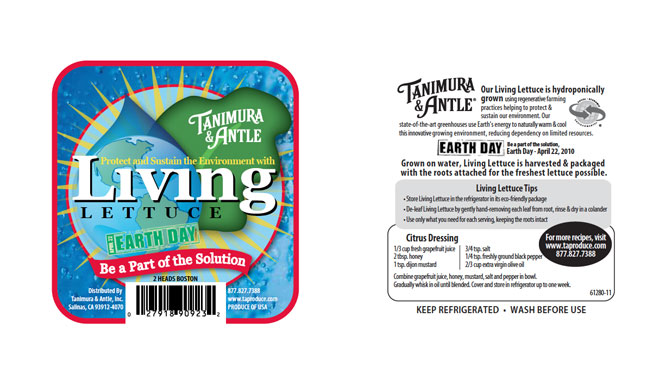 TANIMURA
& ANTLE
Protect and Sustain the Environment with
Living
LETTUCE
EARTH DAY
Be a Part of the Solution
2 HEADS BOSTON
Distributed By
Tanimura & Antle, Inc.
Salinas, CA 93912-4070
877.827.7388
www.taproduce.com
PRODUCE OF USA
0 27918 90923 2
TANIMURA
& ANTLE®
Our Living Lettuce is hydroponically
grown using regenerative farming
practices helping to protect &
sustain our environment. Our
state-of-the-art greenhouses use Earth's energy to naturally warm & cool
this innovative growing environment, reducing dependency on limited resources.
EARTH DAY
Be a part of the solution,
Earth Day - April 22, 2010
Grown on water, Living Lettuce is harvested & packaged
with the roots attached for the freshest lettuce possible.
Living Lettuce Tips
• Store Living Lettuce in the refrigerator in its eco-friendly package
• De-leaf Living Lettuce by gently hand-removing each leaf from root, rinse & dry in a colander
• Use only what you need for each serving, keeping the roots intact
Citrus Dressing
1/3 cup fresh grapefruit juice
2 tbsp. honey
1 tsp. dijon mustard
3/4 tsp. salt
1/4 tsp. freshly ground black pepper
2/3 cup extra virgin olive oil
For more recipes, visit
www.taproduce.com
877.827.7388
Combine grapefruit juice, honey, mustard, salt and pepper in bowl.
Gradually whisk in oil until blended. Cover and store in refrigerator up to one week.
61280-11
KEEP REFRIGERATED • WASH BEFORE USE